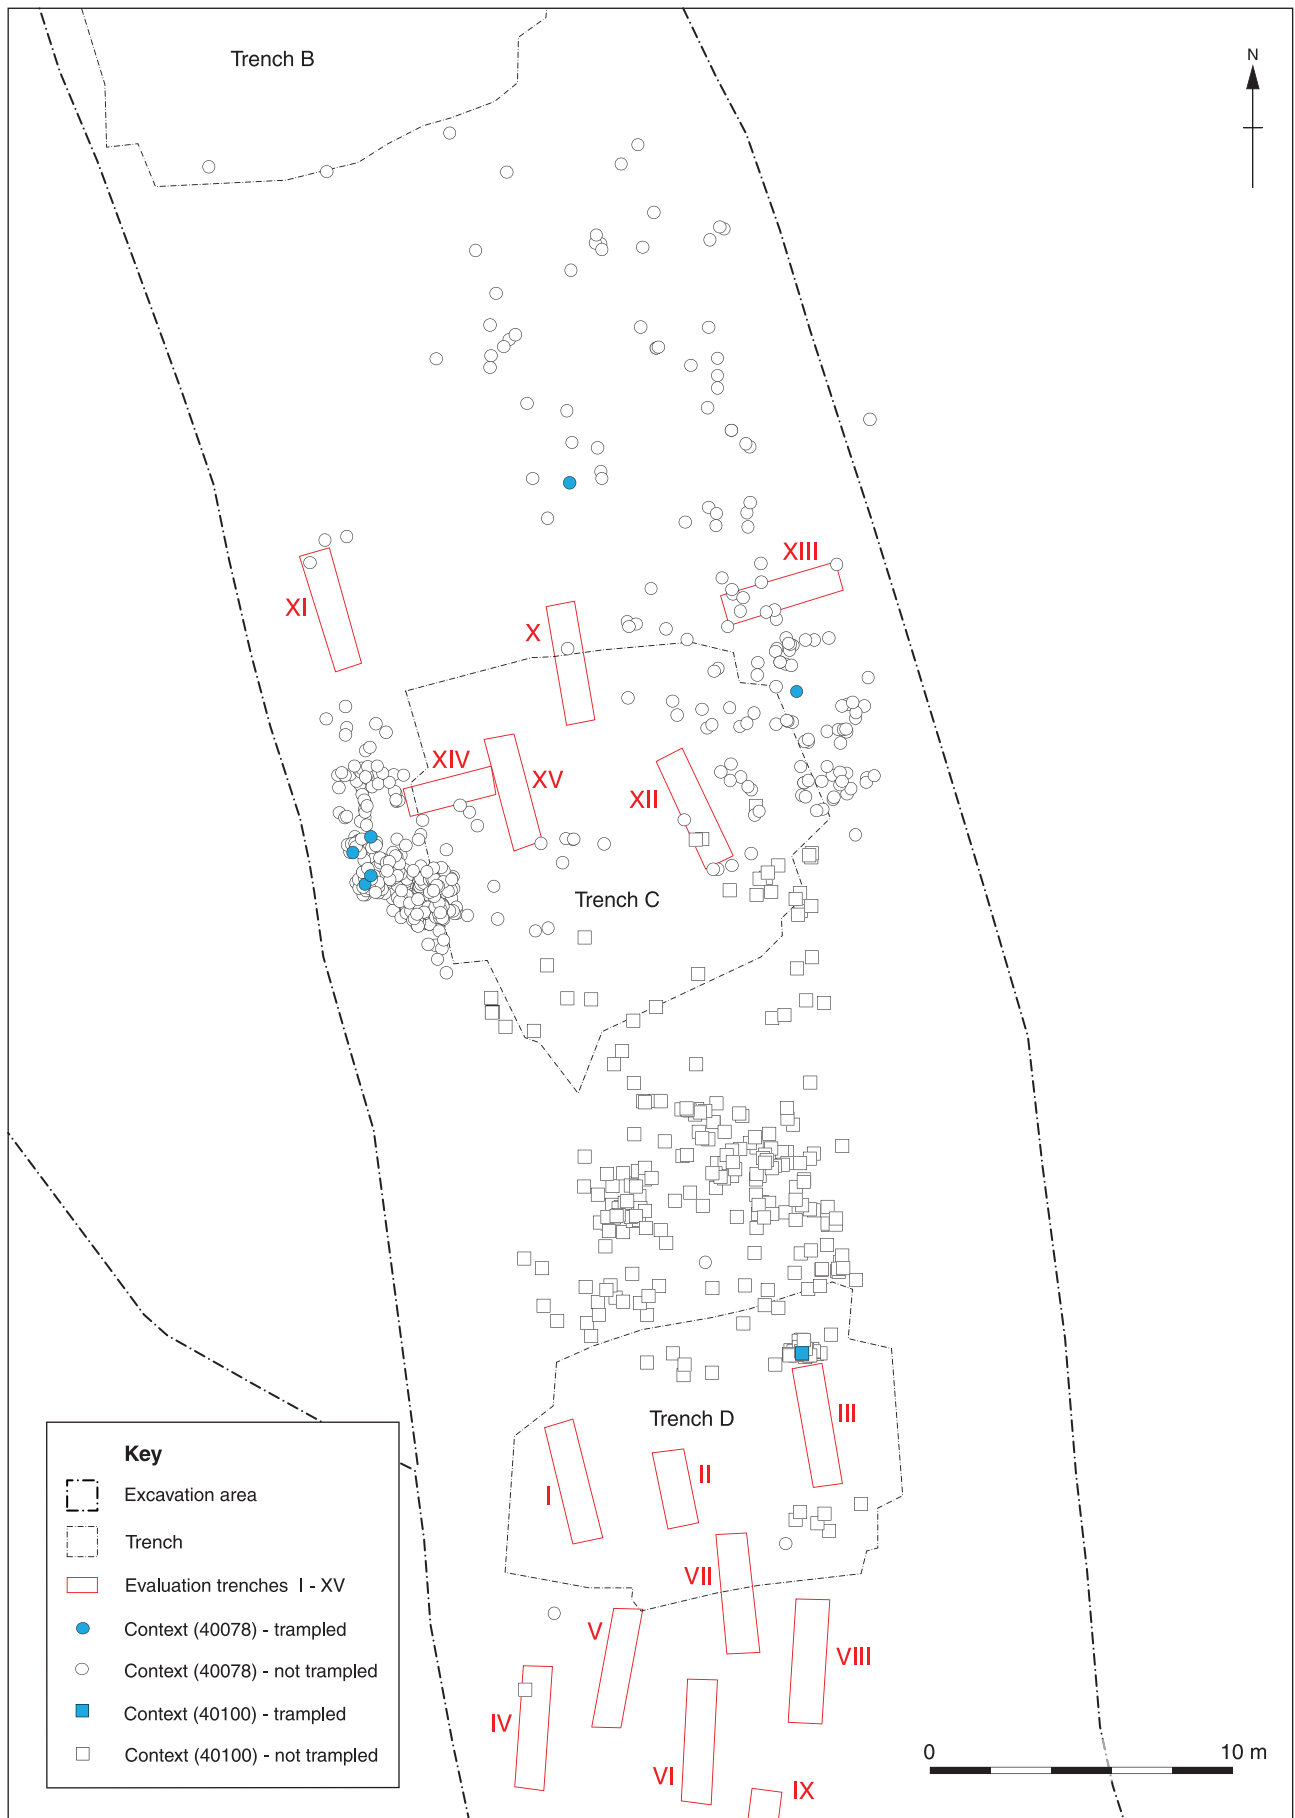 Trench B
N
XIII
XI
X
XIV
XV
XII
Trench C
Trench D
III
II
I
VII
V
VIII
IV
VI
IX
Key
Excavation area
Trench
Evaluation trenches I - XV
Context (40078) - trampled
Context (40078) - not trampled
Context (40100) - trampled
Context (40100) - not trampled
0 10 m